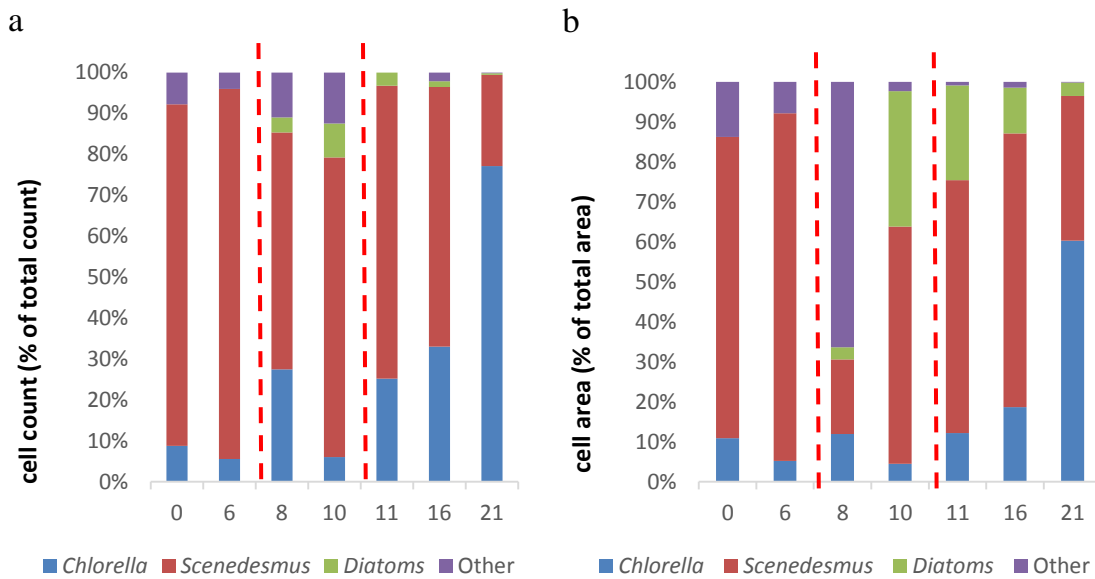 a
cell count (% of total count)
100%
90%
80%
70%
60%
50%
40%
30%
20%
10%
0%
0 6 8 10 11 16 21
Chlorella Scenedesmus Diatoms Other
b
cell area (% of total area)
100%
90%
80%
70%
60%
50%
40%
30%
20%
10%
0%
0 6 8 10 11 16 21
Chlorella Scenedesmus Diatoms Other